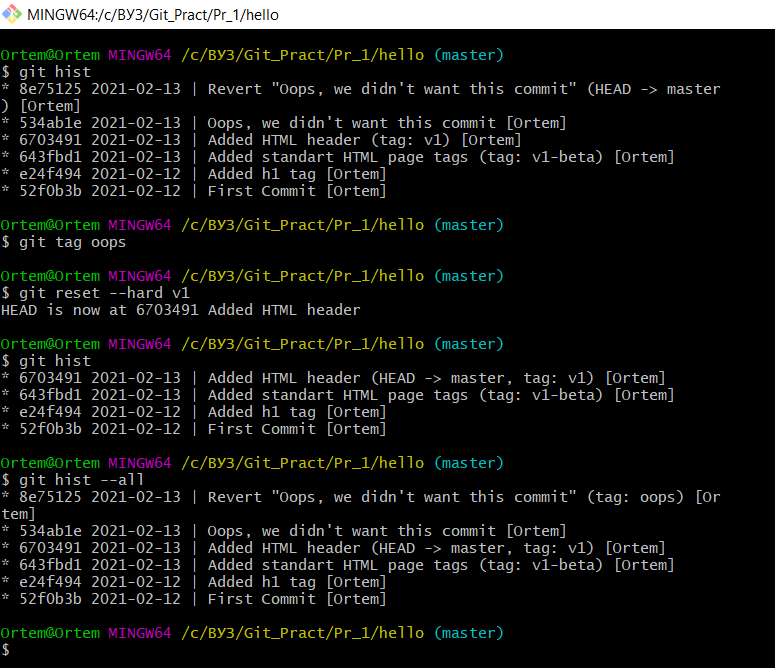 MINGW64:/c/ВУЗ/Git_Pract/Pr_1/hello
Ortem@Ortem MINGW64 /c/ВУЗ/Git_Pract/Pr_1/hello (master)
$ git hist
* 8e75125 2021-02-13 | Revert "Oops, we didn't want this commit" (HEAD -> master
) [Ortem]
* 534ab1e 2021-02-13 | Oops, we didn't want this commit [Ortem]
* 6703491 2021-02-13 | Added HTML header (tag: v1) [Ortem]
* 643fbd1 2021-02-13 | Added standart HTML page tags (tag: v1-beta) [Ortem]
* e24f494 2021-02-12 | Added h1 tag [Ortem]
* 52f0b3b 2021-02-12 | First Commit [Ortem]
Ortem@Ortem MINGW64 /c/ВУЗ/Git_Pract/Pr_1/hello (master)
$ git tag oops
Ortem@Ortem MINGW64 /c/ВУЗ/Git_Pract/Pr_1/hello (master)
$ git reset --hard v1
HEAD is now at 6703491 Added HTML header
Ortem@Ortem MINGW64 /c/ВУЗ/Git_Pract/Pr_1/hello (master)
$ git hist
* 6703491 2021-02-13 | Added HTML header (HEAD -> master, tag: v1) [Ortem]
* 643fbd1 2021-02-13 | Added standart HTML page tags (tag: v1-beta) [Ortem]
* e24f494 2021-02-12 | Added h1 tag [Ortem]
* 52f0b3b 2021-02-12 | First Commit [Ortem]
Ortem@Ortem MINGW64 /c/ВУЗ/Git_Pract/Pr_1/hello (master)
$ git hist --all
* 8e75125 2021-02-13 | Revert "Oops, we didn't want this commit" (tag: oops) [Or
tem]
* 534ab1e 2021-02-13 | Oops, we didn't want this commit [Ortem]
* 6703491 2021-02-13 | Added HTML header (HEAD -> master, tag: v1) [Ortem]
* 643fbd1 2021-02-13 | Added standart HTML page tags (tag: v1-beta) [Ortem]
* e24f494 2021-02-12 | Added h1 tag [Ortem]
* 52f0b3b 2021-02-12 | First Commit [Ortem]
Ortem@Ortem MINGW64 /c/ВУЗ/Git_Pract/Pr_1/hello (master)
$